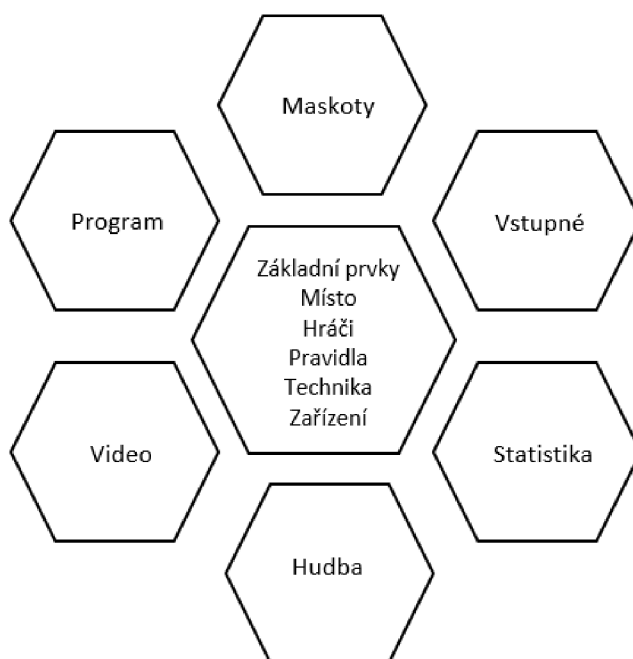 Maskoty
Program
Vstupné
Základní prvky
Místo
Hráči
Pravidla
Technika
Zařízení
Video
Statistika
Hudba